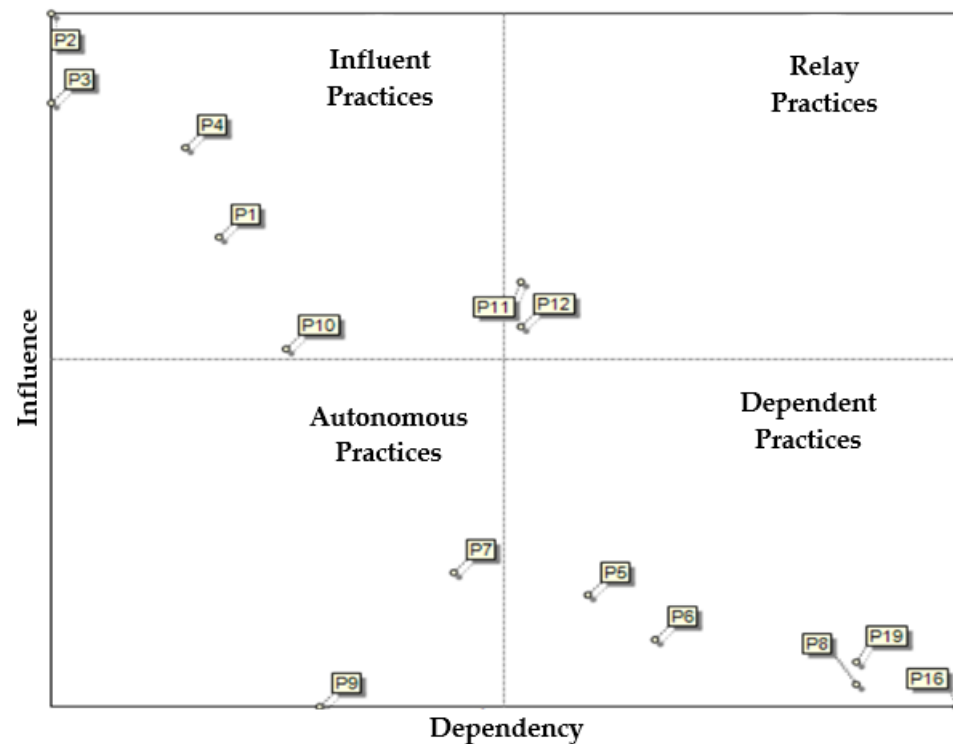 P2
Influent
Practices
Relay
Practices
P3
P4
P1
P11
P12
P10
Influence
Autonomous
Practices
Dependent
Practices
P7
P5
P6
P8
P19
P9
P16
Dependency